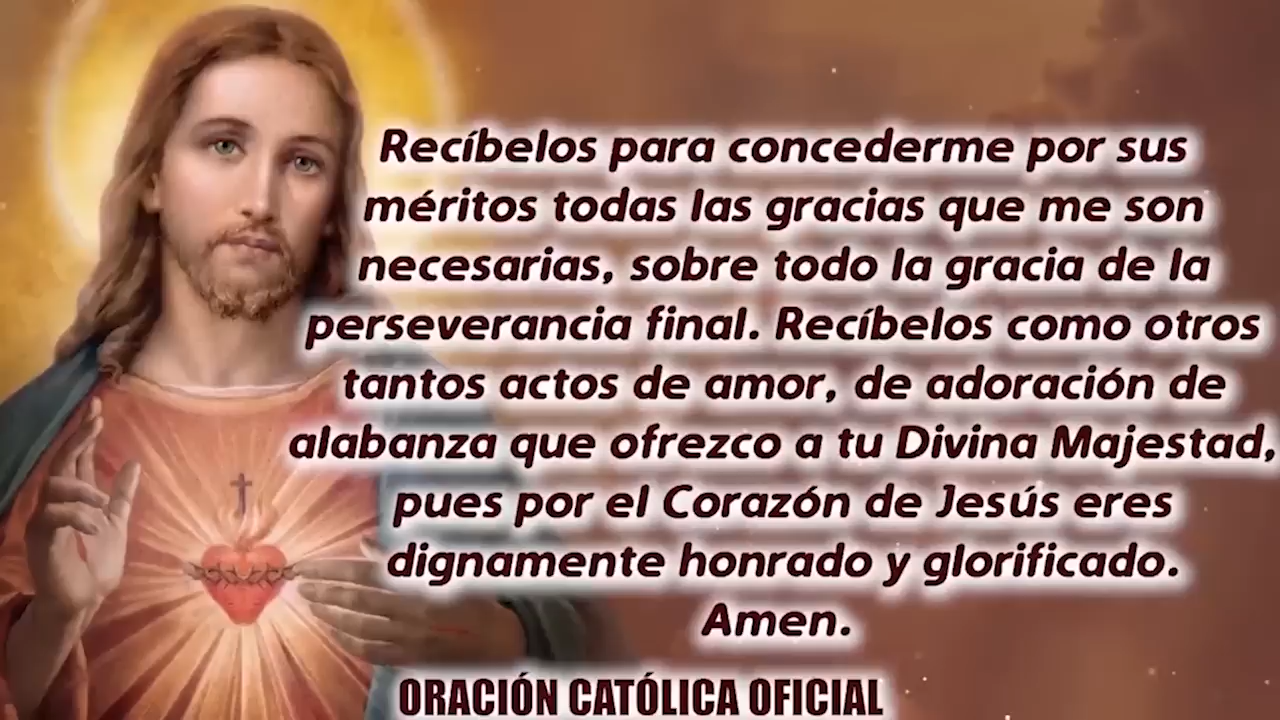 Recíbelos para concederme por sus
méritos todas las gracias que me son
necesarias, sobre todo la gracia de la
perseverancia final. Recíbelos como otros
tantos actos de amor, de adoración de
alabanza que ofrezco a tu Divina Majestad,
pues por el Corazón de Jesús eres
dignamente honrado y glorificado.
Amen.
ORACIÓN CATÓLICA OFICIAL